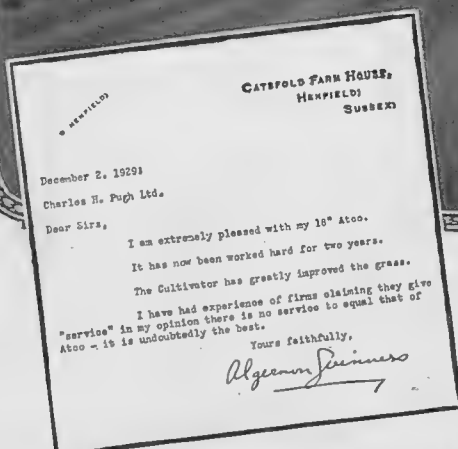 CATSFOLD FARM HOUSE,
HENFIELD;
SUSSEX;
HENFIELD;
December 2. 1929;
Charles H. Pugh Ltd.
Dear Sirs,
I am extremely pleased with my 18" Atco.
It has now been worked hard for two years.
The Cultivator has greatly improved the grass.
I have had experience of firms claiming they give
"service" in my opinion there is no service to equal that of
Atco - it is undoubtedly the best.
Yours faithfully,
Algernon Guinness